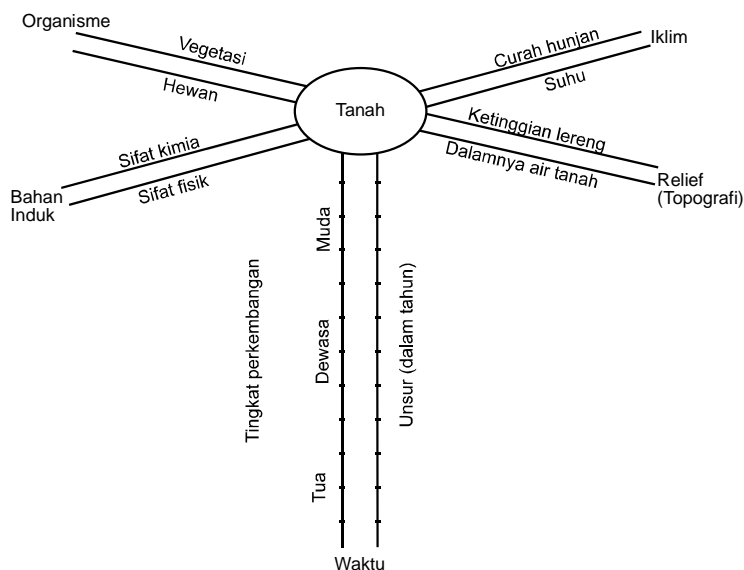 Organisme
Vegetasi
Hewan
Curah hunjan
Suhu
Iklim
Tanah
Sifat kimia
Sifat fisik
Ketinggian lereng
Dalamnya air tanah
Bahan
Induk
Relief
(Topografi)
Tingkat perkembangan
Muda
Dewasa
Tua
Unsur (dalam tahun)
Waktu